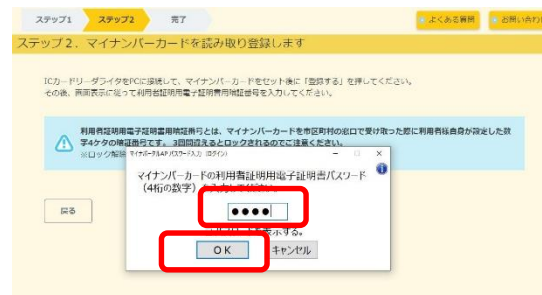 ステップ1 ステップ2 完了
よくある質問 お問い合わ
ステップ2．マイナンバーカードを読み取り登録します
ICカードリーダライタをPCに接続して、マイナンバーカードをセット後に「登録する」を押してください。
その後、画面表示に従って利用者証明用電子証明書用暗証番号を入力してください。
利用者証明用電子証明書用暗証番号とは、マイナンバーカードを市区町村の窓口で受け取った際に利用者様自身が設定した数
字4ケタの暗証番号です。 3回間違えるとロックされるのでご注意ください。
※ロック解除
マイナポータルAP パスワード入力 (ログイン)
マイナンバーカードの利用者証明用電子証明書パスワード
(4桁の数字)
●●●●
を表示する。
戻る
OK キャンセル